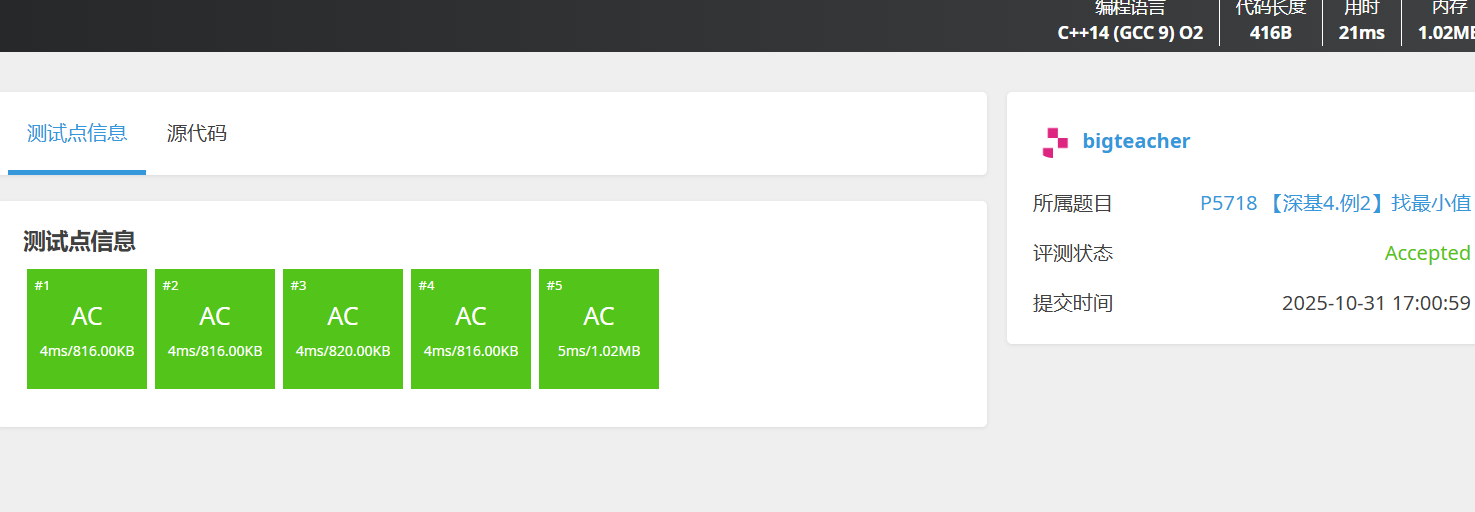 编程语言 代码长度 用时 内存
C++14 (GCC 9) O2 416B 21ms 1.02MB
测试点信息 源代码
bigteacher
所属题目 P5718 【深基4.例2】找最小值
评测状态 Accepted
提交时间 2025-10-31 17:00:59
测试点信息
#1 #2 #3 #4 #5
AC AC AC AC AC
4ms/816.00KB 4ms/816.00KB 4ms/820.00KB 4ms/816.00KB 5ms/1.02MB